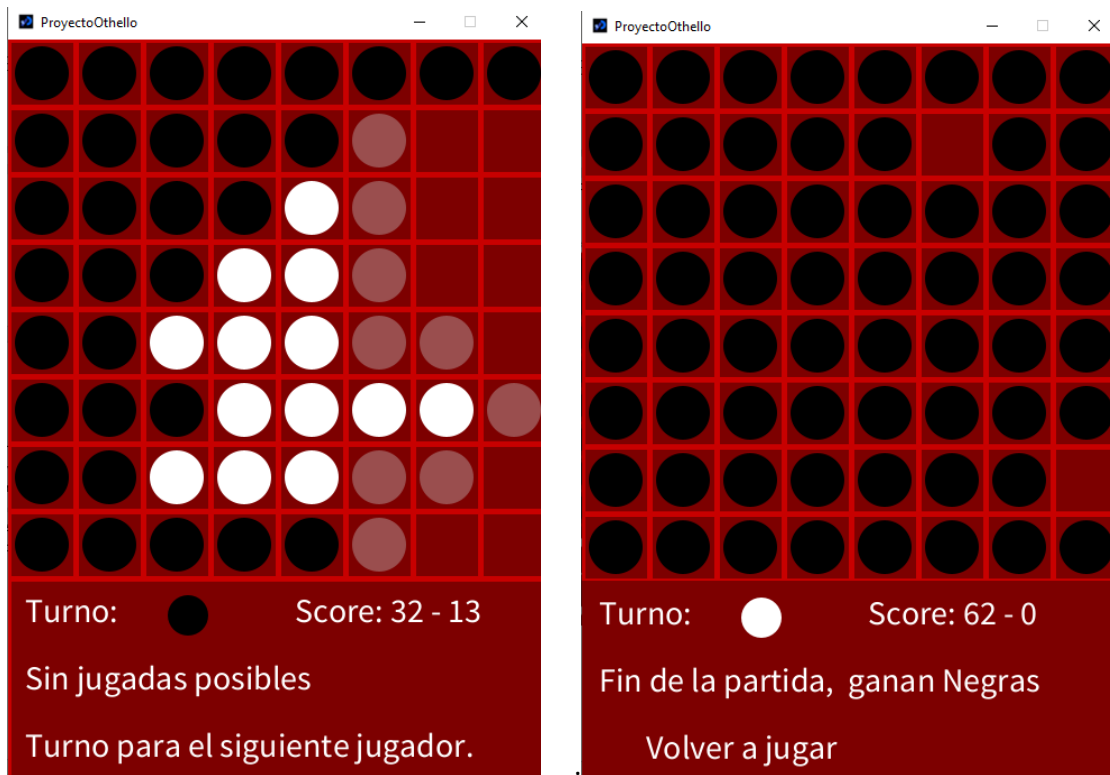 ProyectoOthello
Turno: Score: 32 - 13
Sin jugadas posibles
Turno para el siguiente jugador.
ProyectoOthello
Turno: Score: 62 - 0
Fin de la partida, ganan Negras
Volver a jugar
.